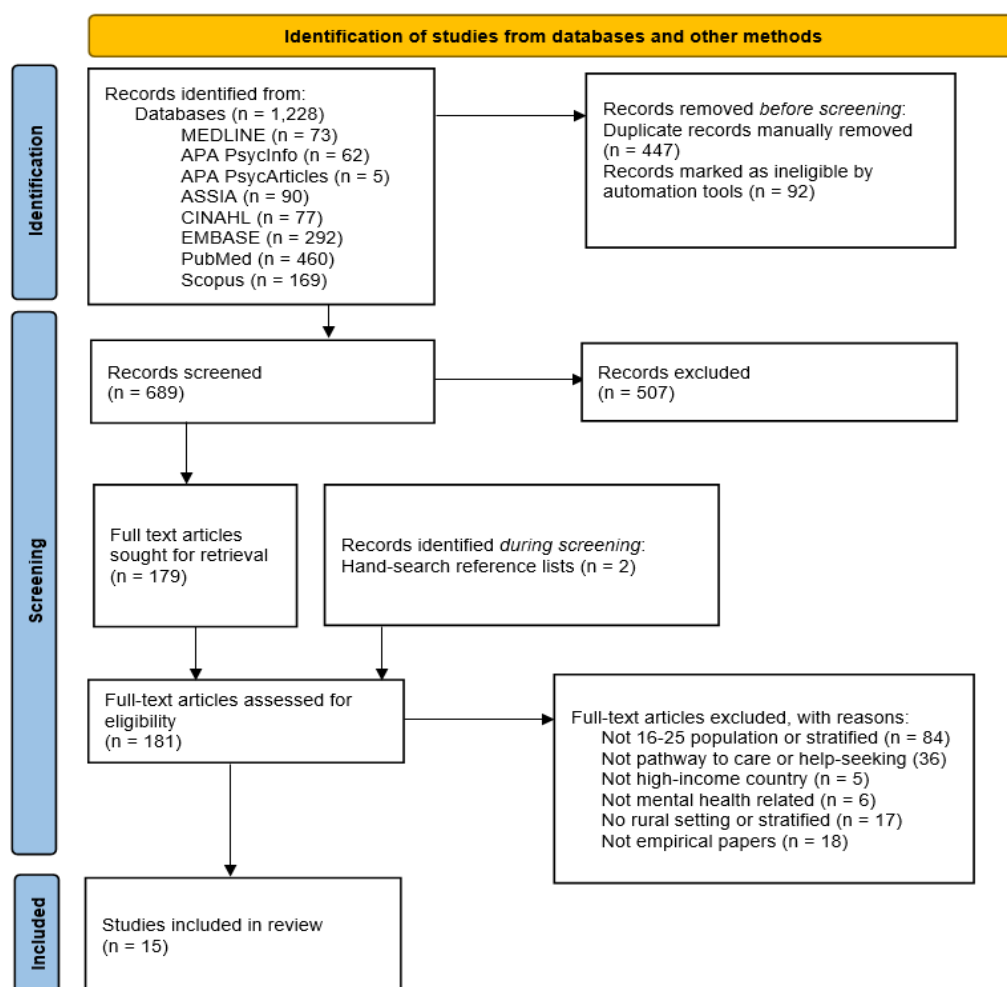 Identification of studies from databases and other methods
Identification
Records identified from:
Databases (n = 1,228)
MEDLINE = 73)
APA PsycInfo (n = 62)
APA PsycArticles (n = 5)
ASSIA (n = 90)
CINAHL (n = 77)
EMBASE (n = 292)
PubMed (n = 460)
Scopus (n = 169)
Records removed before screening:
Duplicate records manually removed
(n = 447)
Records marked as ineligible by
automation tools (n = 92)
Screening
Records screened
(n = 689)
Records excluded
(n = 507)
Full text articles
sought for retrieval
(n = 179)
Records identified during screening:
Hand-search reference lists (n = 2)
Full-text articles assessed for
eligibility
(n = 181)
Full-text articles excluded, with reasons:
Not 16-25 population or stratified (n = 84)
Not pathway to care or help-seeking (36)
Not high-income country (n = 5)
Not mental health related (n = 6)
No rural setting or stratified (n = 17)
Not empirical papers (n = 18)
Included
Studies included in review
(n = 15)